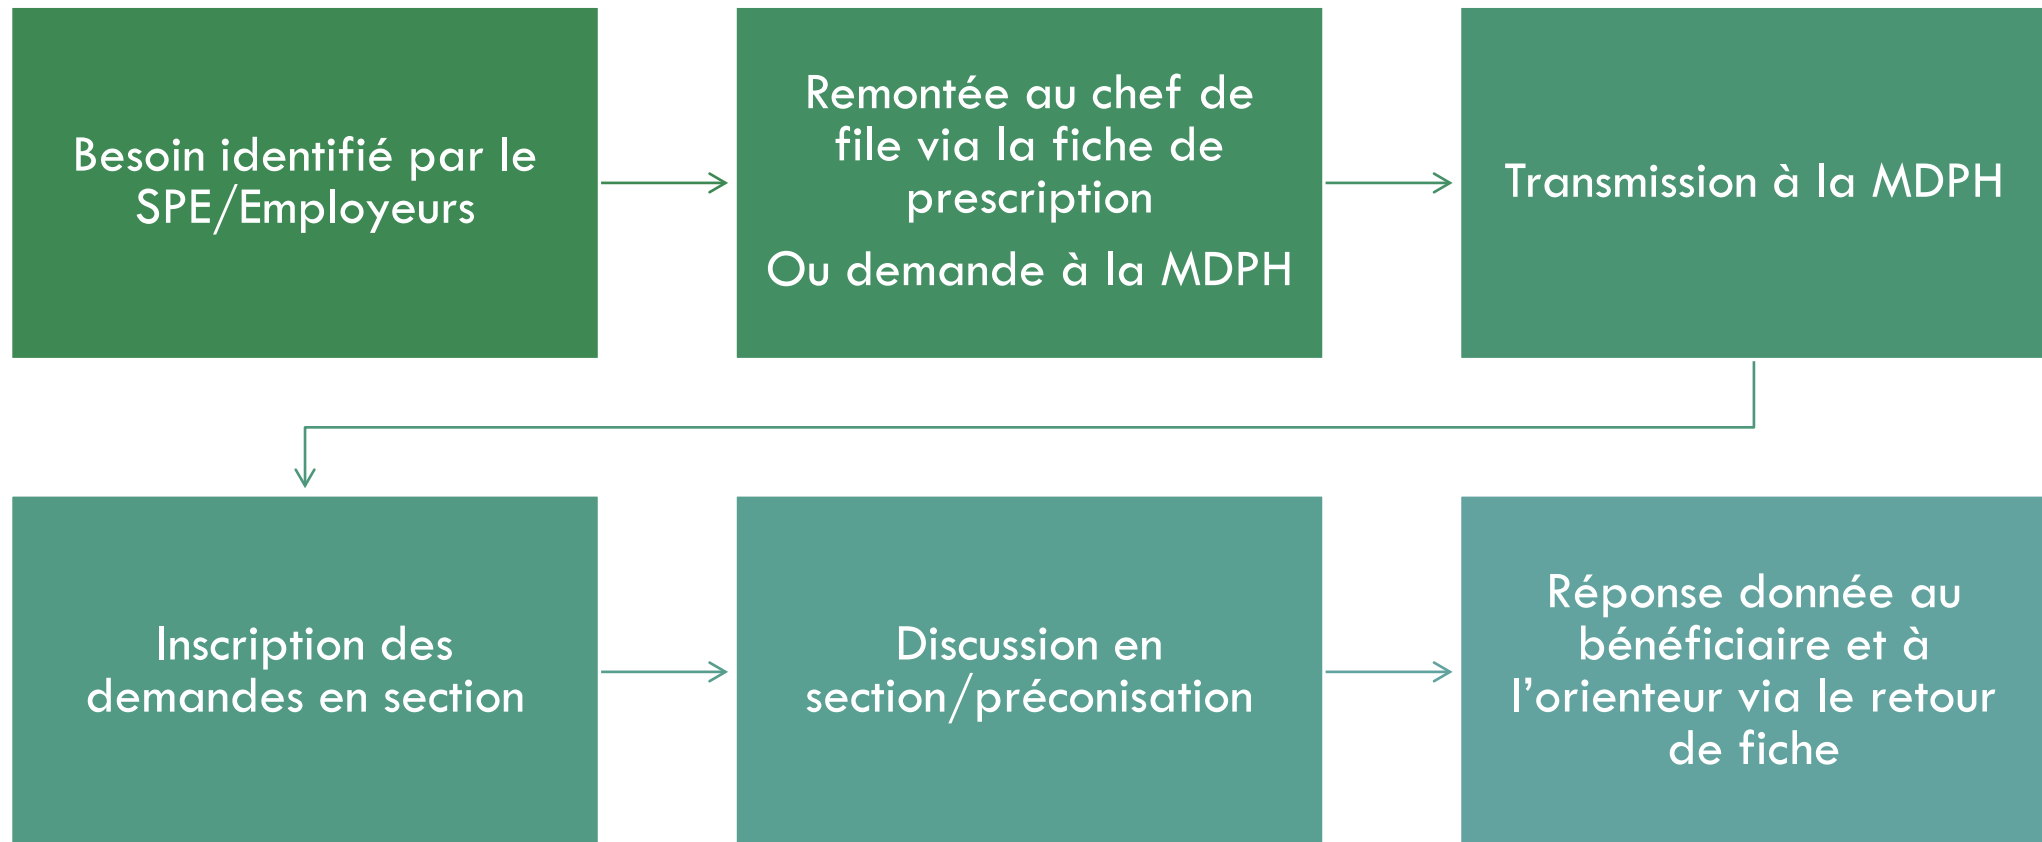 Besoin identifié par le
SPE/Employeurs
Remontée au chef de
file via la fiche de
prescription
Ou demande à la MDPH
Transmission à la MDPH
Inscription des
demandes en section
Discussion en
section/préconisation
Réponse donnée au
bénéficiaire et à
l’orienteur via le retour
de fiche